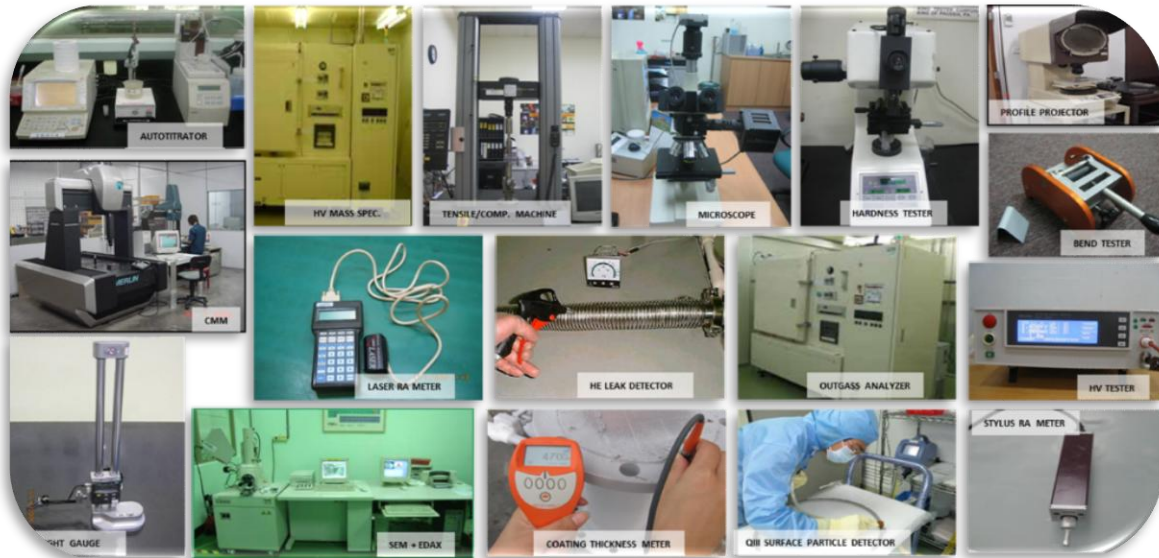 AUTOTITRATOR
HV MASS SPEC.
TENSILE/COMP. MACHINE
MICROSCOPE
HARDNESS TESTER
PROFILE PROJECTOR
BEND TESTER
CMM
LASER RA METER
HE LEAK DETECTOR
OUTGASS ANALYZER
HV TESTER
GHT GAUGE
SEM + EDAX
COATING THICKNESS METER
QIII SURFACE PARTICLE DETECTOR
STYLUS RA METER